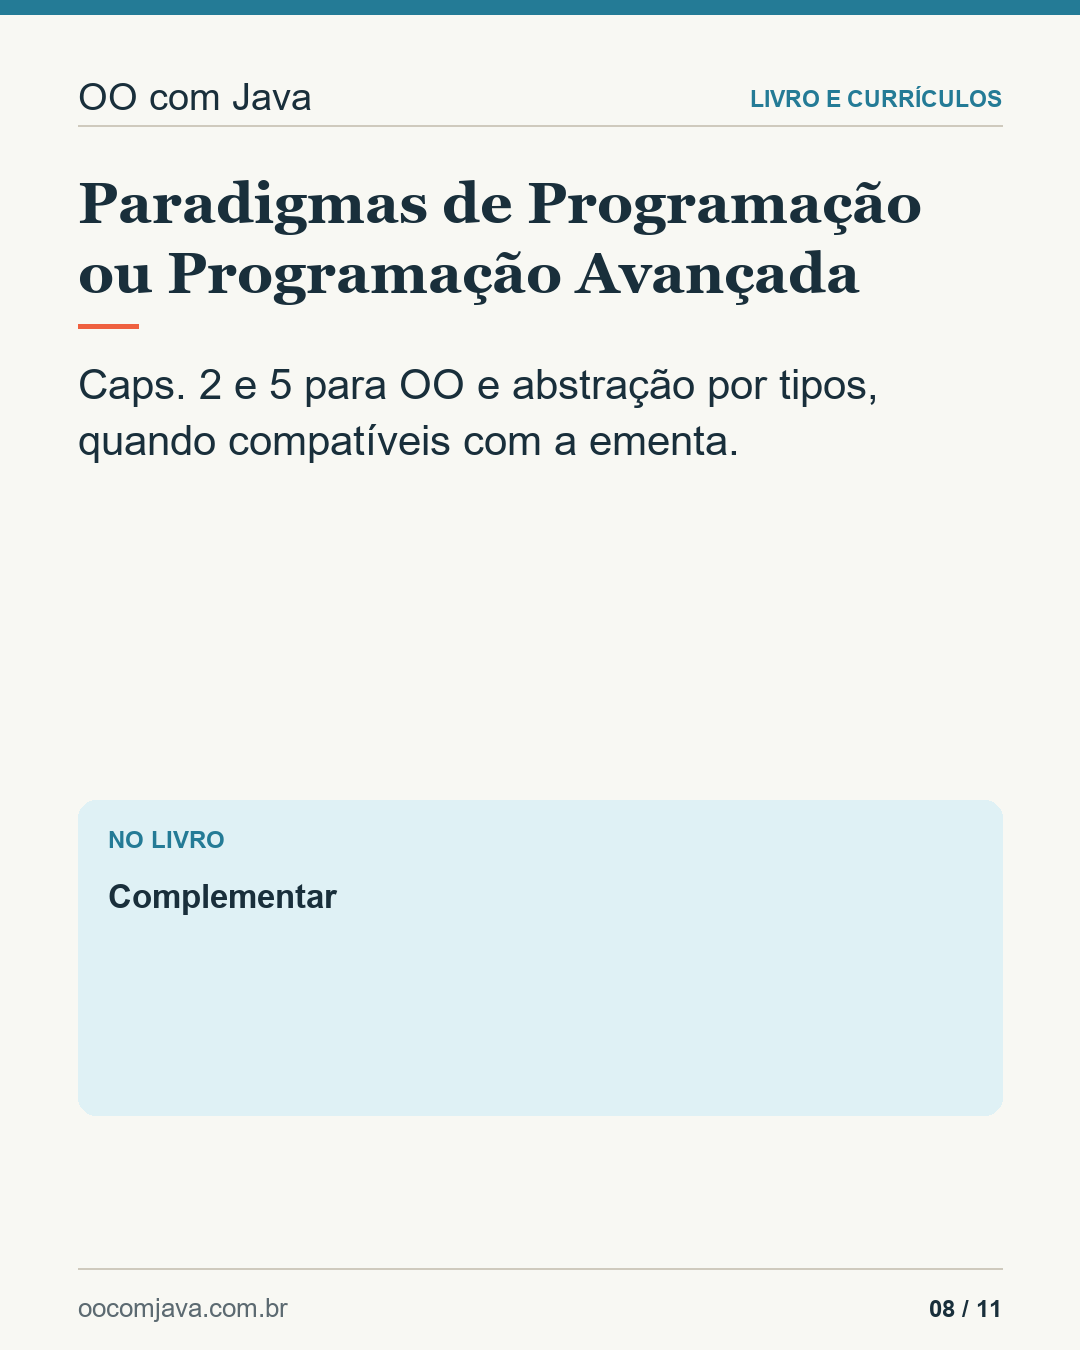 OO com Java
LIVRO E CURRÍCULOS
Paradigmas de Programação
ou Programação Avançada
Caps. 2 e 5 para OO e abstração por tipos,
quando compatíveis com a ementa.
NO LIVRO
Complementar
oocomjava.com.br
08 / 11